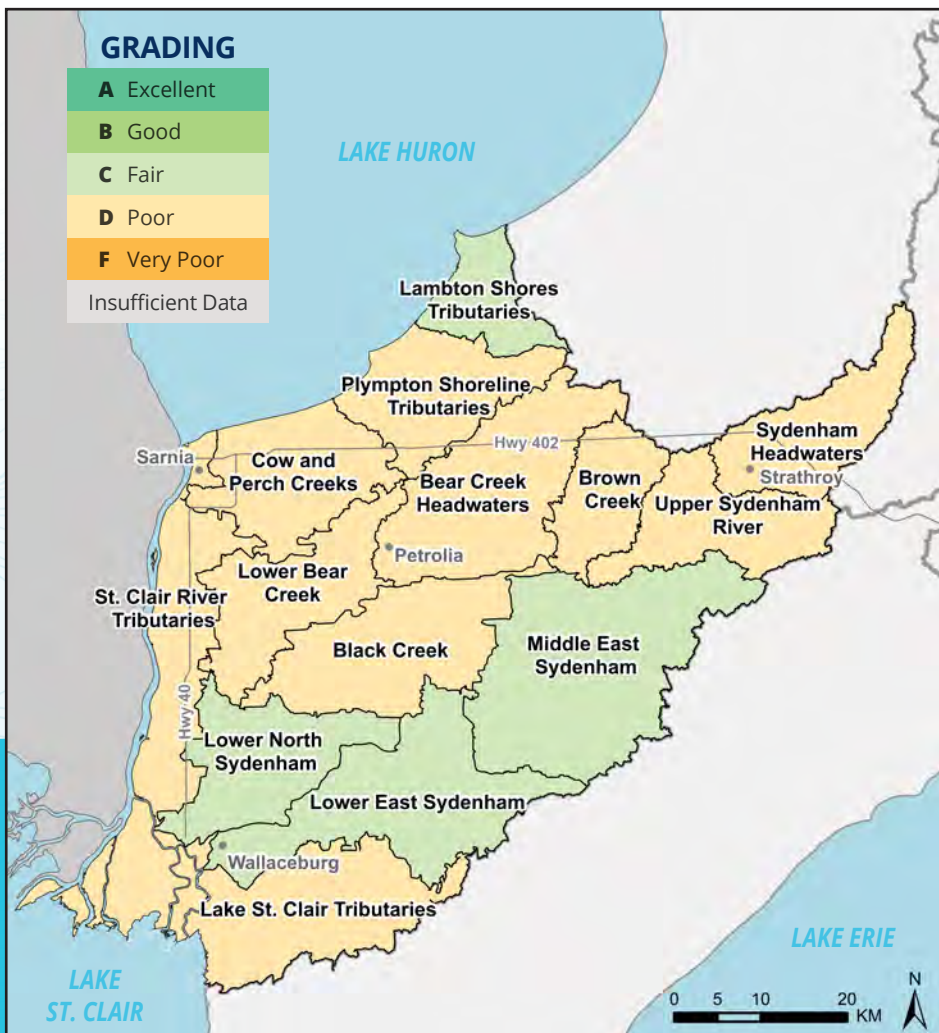 GRADING
A Excellent
B Good
C Fair
D Poor
F Very Poor
Insufficient Data
LAKE HURON
Lambton Shores
Tributaries
Plympton Shoreline
Tributaries
Hwy 402
Sarnia
Cow and
Perch Creeks
Bear Creek
Headwaters
Brown
Creek
Sydenham
Headwaters
Strathroy
Upper Sydenham
River
Petrolia
Lower Bear
Creek
St. Clair River
Tributaries
Black Creek
Middle East
Sydenham
Hwy 40
Lower North
Sydenham
Lower East Sydenham
Wallaceburg
Lake St. Clair Tributaries
LAKE ERIE
LAKE
ST. CLAIR
N
0 5 10 20
KM